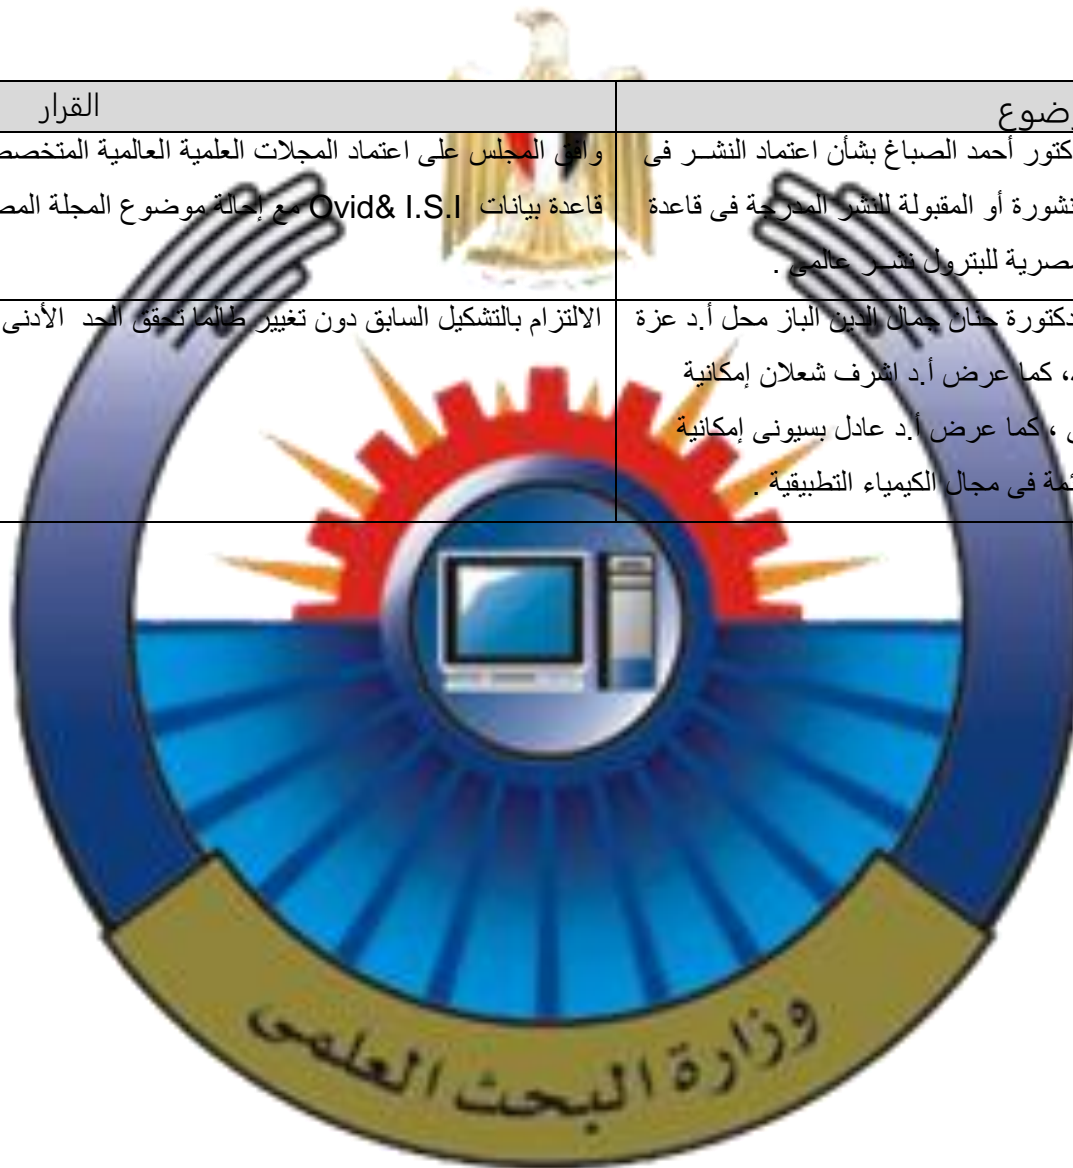 وضوع
كتور أحمد الصباغ بشأن اعتماد النشــر فى
نشورة أو المقبولة للنشر المدرجة فى قاعدة
صرية للبترول نشــر عالمى .
دكتورة حنان جمال الدين الباز محل أ.د عزة
، كما عرض أ.د اشرف شعلان إمكانية
، كما عرض أ.د عادل بسيونى إمكانية
ئمة فى مجال الكيمياء التطبيقية .
القرار
وافق المجلس على اعتماد المجلات العلمية العالمية المتخصص
قاعدة بيانات Ovid& I.S.I مع إحالة موضوع المجلة المص
الالتزام بالتشكيل السابق دون تغيير طالما تحقق الحد الأدنى
وزارة البحث العلمى